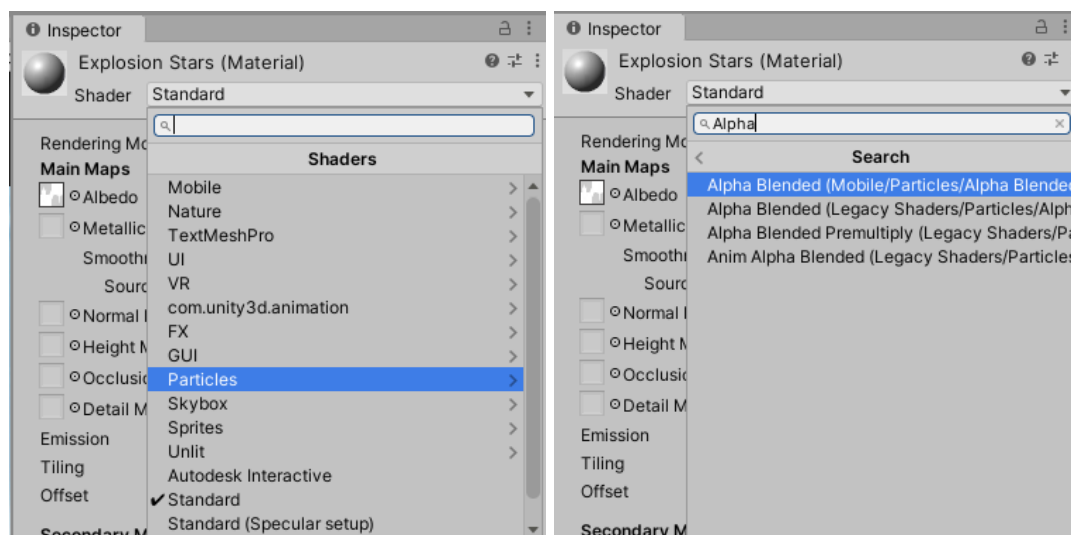 Inspector
Explosion Stars (Material)
Shader Standard
Rendering Mo
Main Maps
Albedo
Metallic
Smooth
Sourc
Normal
Height M
Occlusio
Detail M
Emission
Tiling
Offset
Secondary M
Shaders
Mobile
Nature
TextMeshPro
UI
VR
com.unity3d.animation
FX
GUI
Particles
Skybox
Sprites
Unlit
Autodesk Interactive
Standard
Standard (Specular setup)
Inspector
Explosion Stars (Material)
Shader Standard
Rendering Mo
Main Maps
Albedo
Metallic
Smooth
Sourc
Normal
Height M
Occlusio
Detail M
Emission
Tiling
Offset
Secondary M
Alpha
Search
Alpha Blended (Mobile/Particles/Alpha Blended
Alpha Blended (Legacy Shaders/Particles/Alph
Alpha Blended Premultiply (Legacy Shaders/Pa
Anim Alpha Blended (Legacy Shaders/Particles